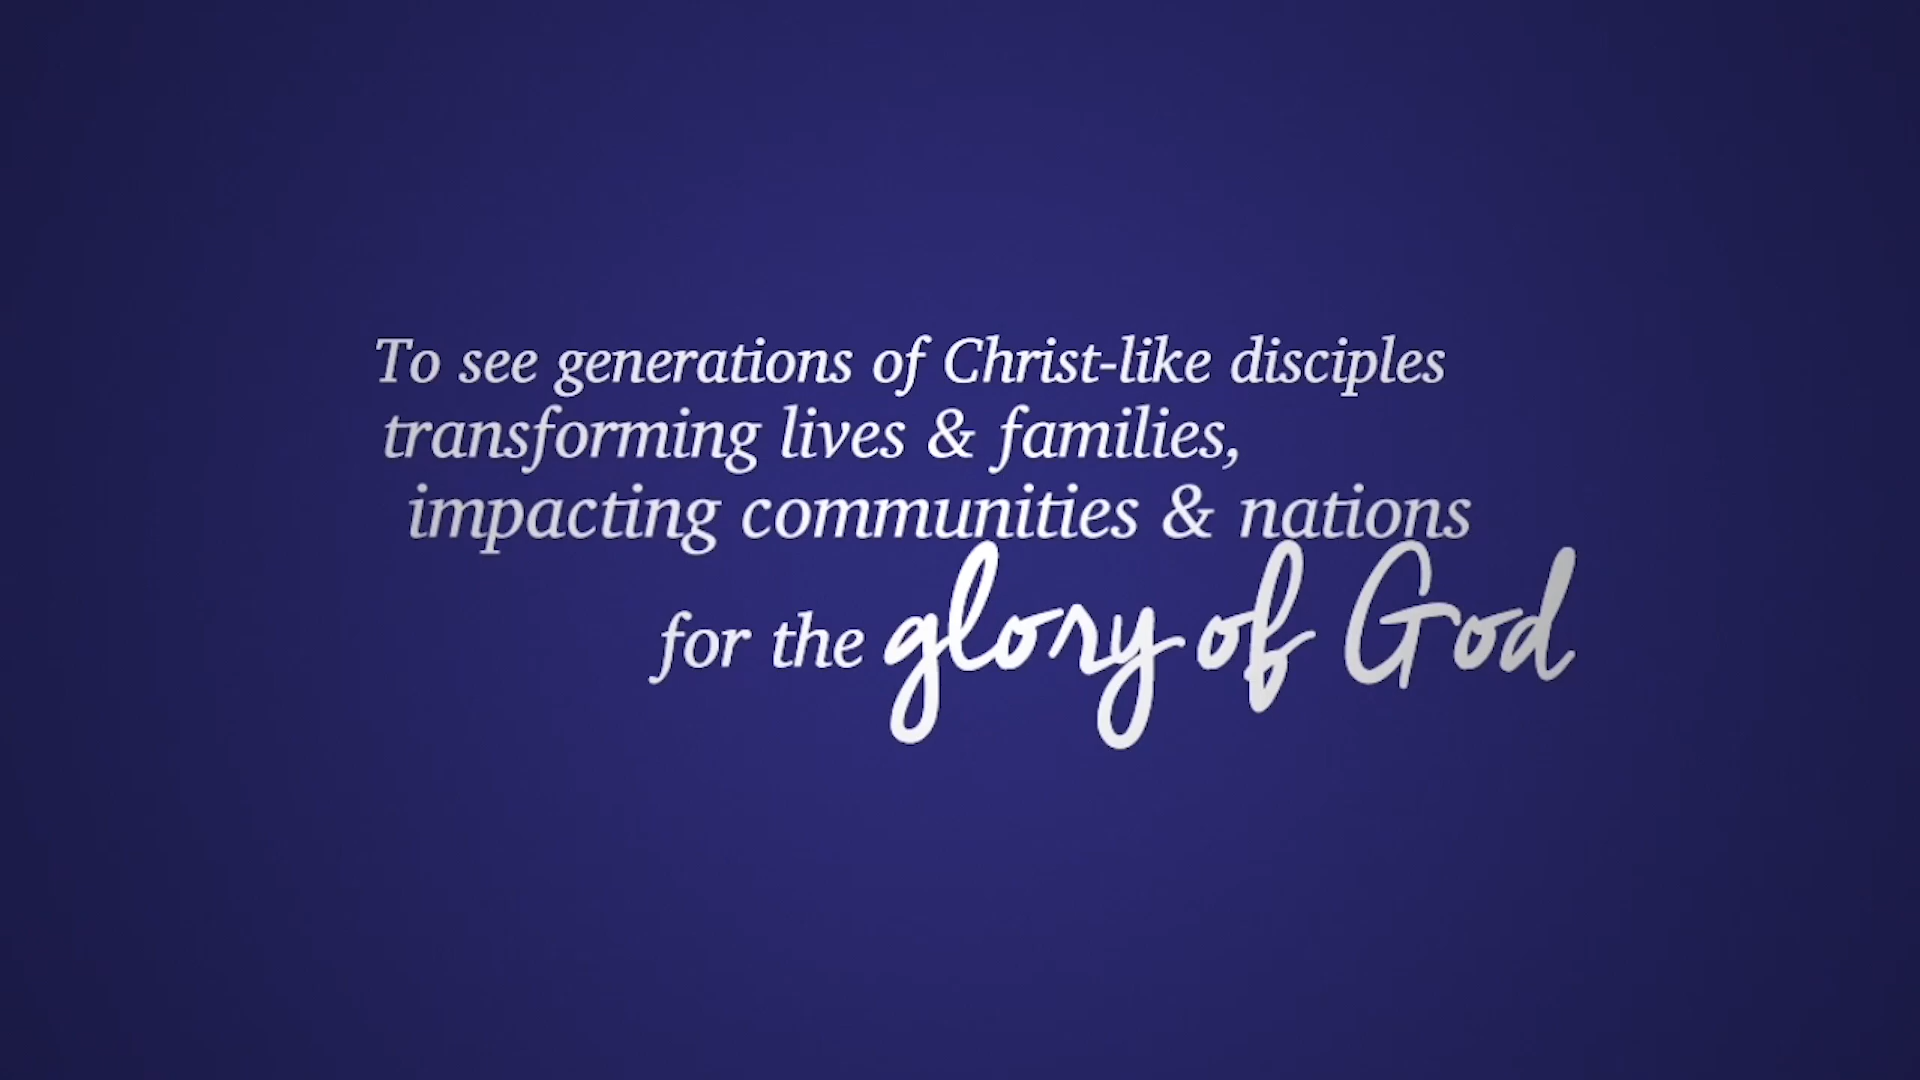 To see generations of Christ-like disciples
transforming lives & families,
impacting communities & nations
for the glory of God